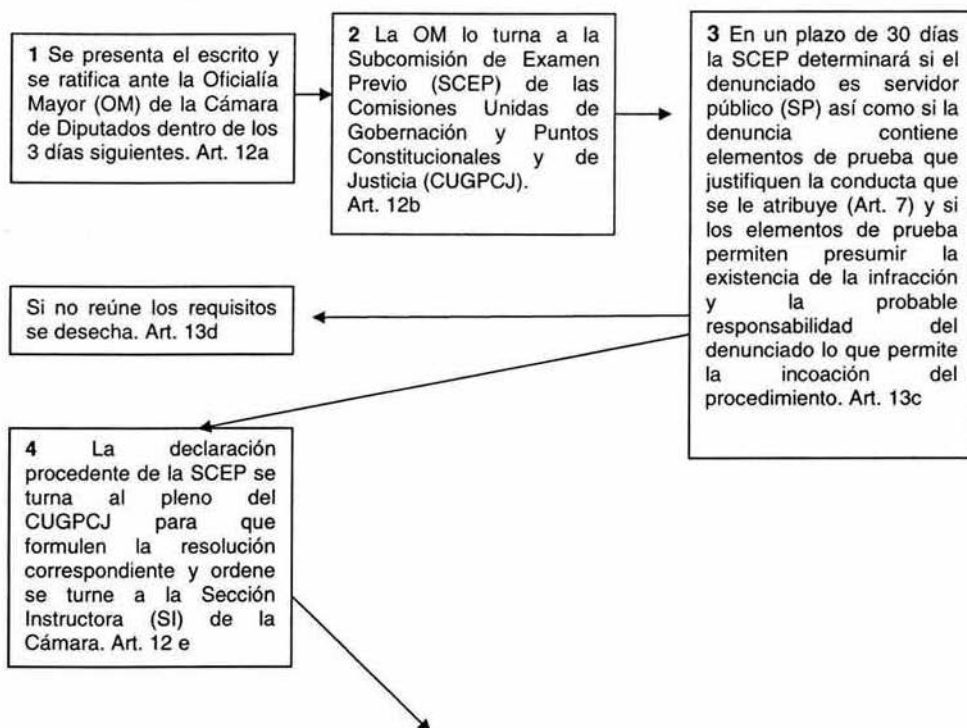 1 Se presenta el escrito y
se ratifica ante la Oficialía
Mayor (OM) de la Cámara
de Diputados dentro de los
3 días siguientes. Art. 12a
2 La OM lo turna a la
Subcomisión de Examen
Previo (SCEP) de las
Comisiones Unidas de
Gobernación y Puntos
Constitucionales y de
Justicia (CUGPCJ).
Art. 12b
3 En un plazo de 30 días
la SCEP determinará si el
denunciado es servidor
público (SP) así como si la
denuncia contiene
elementos de prueba que
justifiquen la conducta que
se le atribuye (Art. 7) y si
los elementos de prueba
permiten presumir la
existencia de la infracción
y la probable
responsabilidad del
denunciado lo que permite
la incoación del
procedimiento. Art. 13c
Si no reúne los requisitos
se desecha. Art. 13d
4 La declaración
procedente de la SCEP se
turna al pleno del
CUGPCJ para que
formulen la resolución
correspondiente y ordene
se turne a la Sección
Instructora (SI) de la
Cámara. Art. 12 e